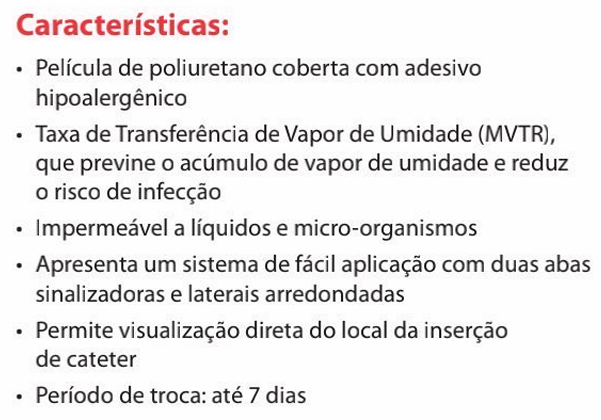 Características:
• Película de poliuretano coberta com adesivo
hipoalergênico
• Taxa de Transferência de Vapor de Umidade (MVTR),
que previne o acúmulo de vapor de umidade e reduz
o risco de infecção
• Impermeável a líquidos e micro-organismos
• Apresenta um sistema de fácil aplicação com duas abas
sinalizadoras e laterais arredondadas
• Permite visualização direta do local da inserção
de cateter
• Período de troca: até 7 dias